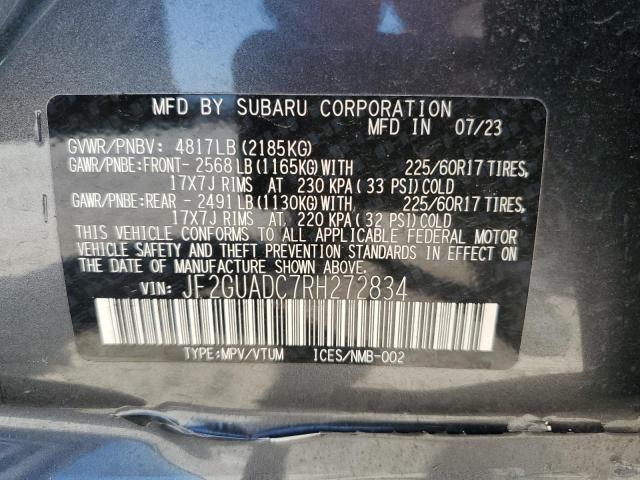 MFD BY SUBARU CORPORATION
MFD IN 07/23
GVWR/PNBV: 4817LB (2185KG)
GAWR/PNBE:FRONT- 2568 LB (1165KG)WITH 225/60R17 TIRES,
17X7J RIMS AT 230 KPA ( 33 PSI) COLD
GAWR/PNBE:REAR - 2491 LB (1130KG)WITH 225/60R17 TIRES,
17X7J RIMS AT, 220 KPA ( 32 PSI) COLD
THIS VEHICLE CONFORMS TO ALL APPLICABLE FEDERAL MOTOR
VEHICLE SAFETY AND THEFT PREVENTION STANDARDS IN EFFECT ON
THE DATE OF MANUFACTURE SHOWN ABOVE.
VIN: JF2GUADC7RH272834
TYPE:MPV/VTUM ICES/NMB-002